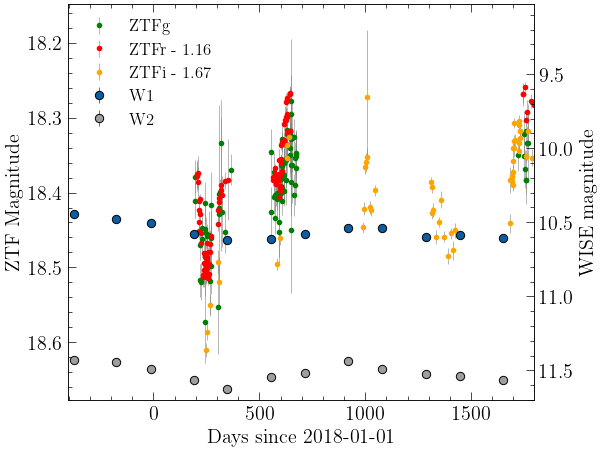 ZTFg
ZTFr - 1.16
ZTFi - 1.67
W1
W2
18.2
18.3
18.4
18.5
18.6
ZTF Magnitude
9.5
10.0
10.5
11.0
11.5
WISE magnitude
0 500 1000 1500
Days since 2018-01-01